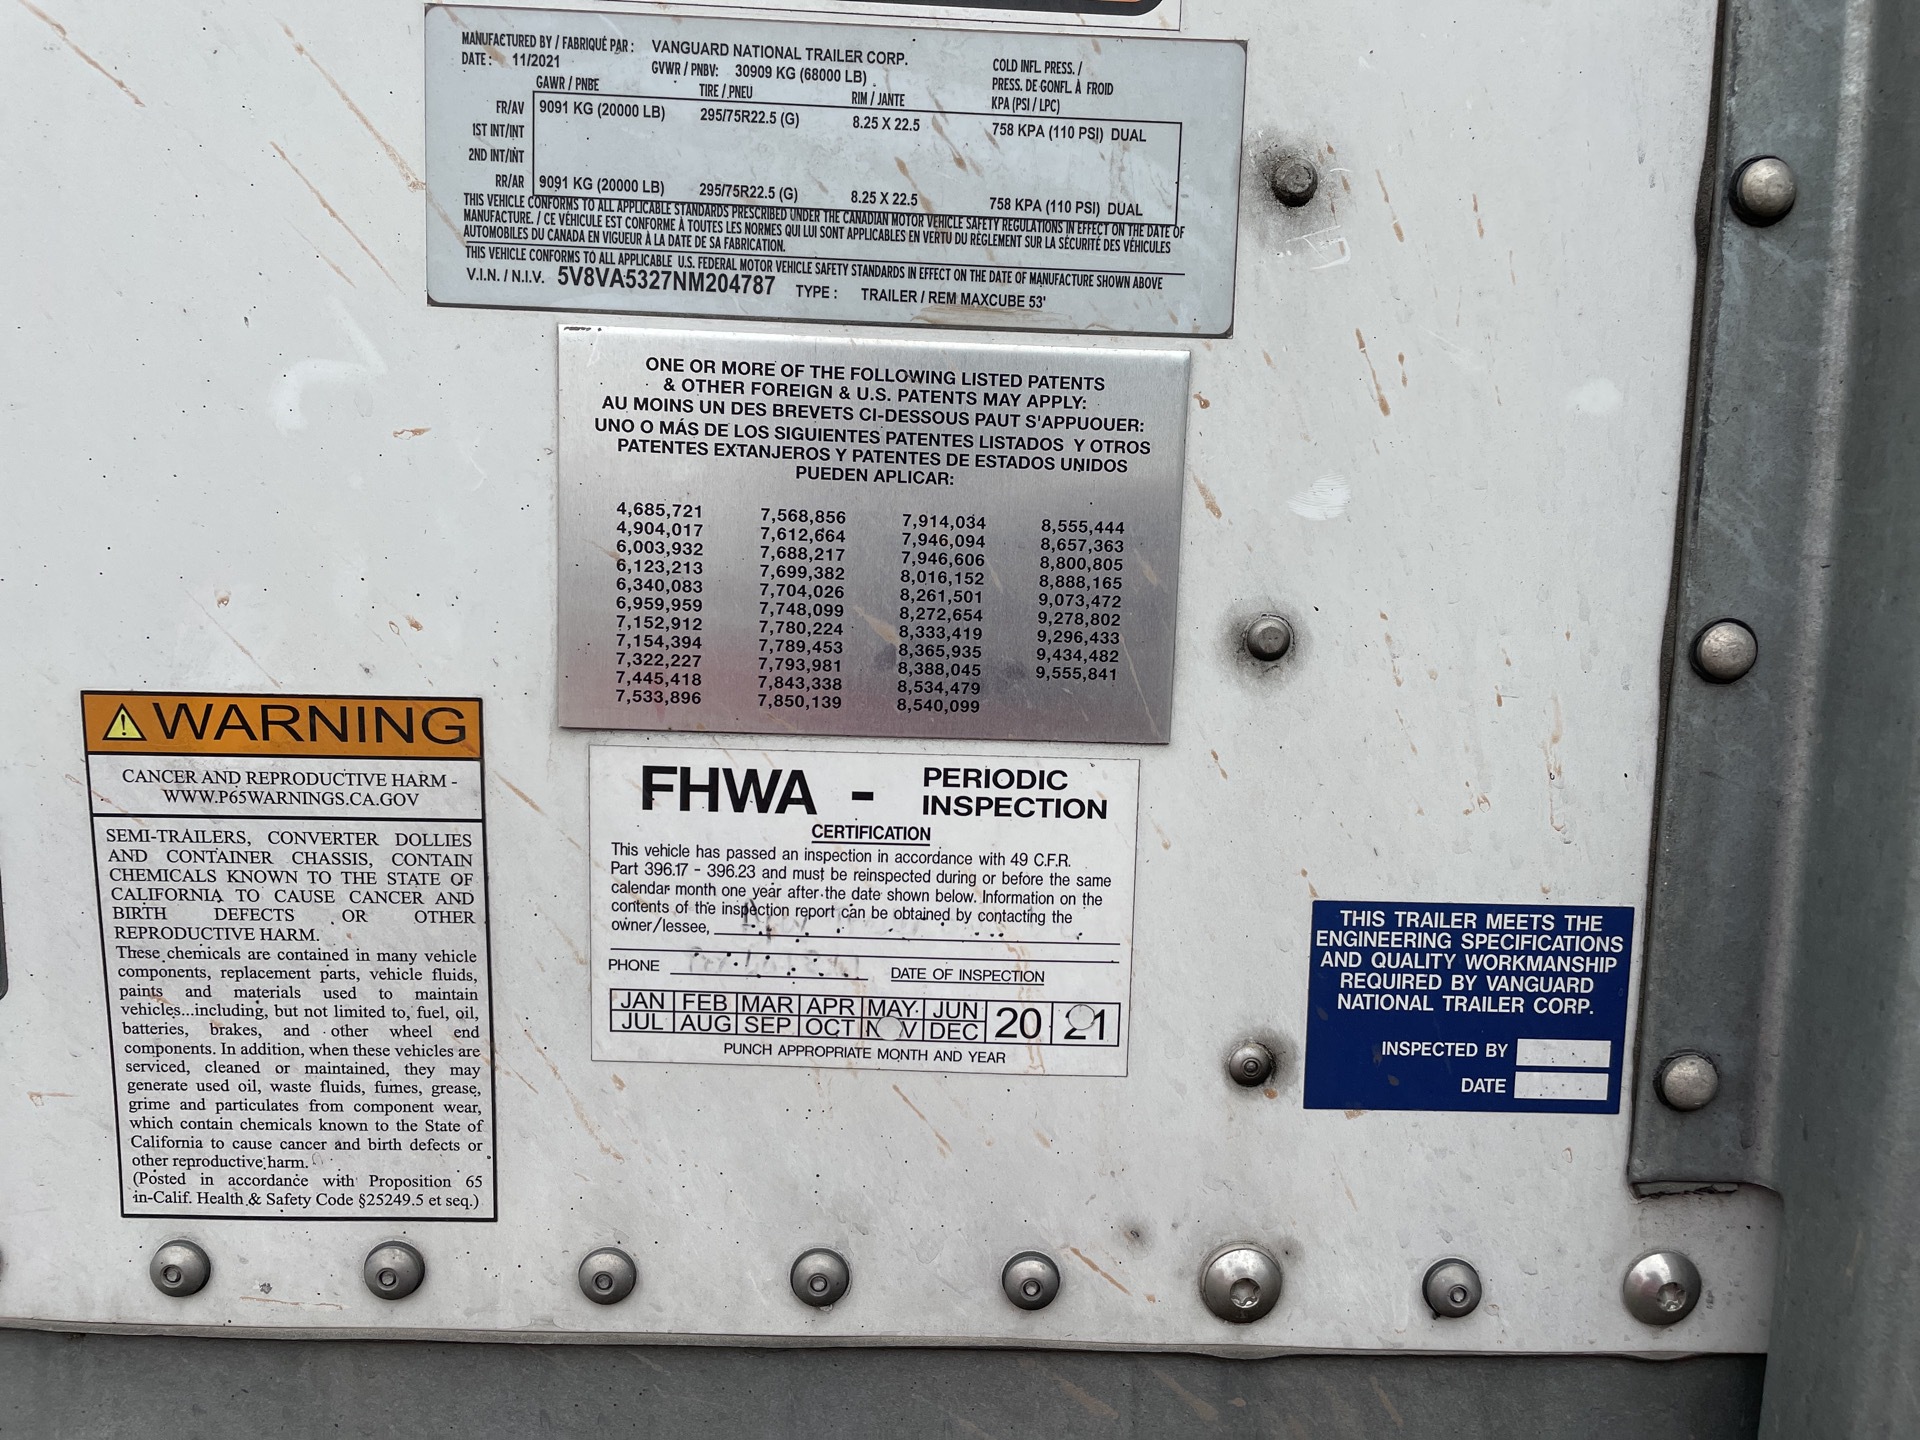 MANUFACTURED BY / FABRIQUÉ PAR : VANGUARD NATIONAL TRAILER CORP.
DATE : 11/2021 GVWR / PNBV: 30909 KG (68000 LB)
COLD INFL PRESS. /
PRESS. DE GONFL. À FROID
KPA (PSI / LPC)
GAWR / PNBE TIRE / PNEU RIM / JANTE
FR/AV 9091 KG (20000 LB) 295/75R22.5 (G) 8.25 X 22.5 758 KPA (110 PSI) DUAL
1ST INT/INT
2ND INT/INT
RR/AR 9091 KG (20000 LB) 295/75R22.5 (G) 8.25 X 22.5 758 KPA (110 PSI) DUAL
THIS VEHICLE CONFORMS TO ALL APPLICABLE STANDARDS PRESCRIBED UNDER THE CANADIAN MOTOR VEHICLE SAFETY REGULATIONS IN EFFECT ON THE DATE OF
MANUFACTURE. / CE VÉHICULE EST CONFORME À TOUTES LES NORMES QUI LUI SONT APPLICABLES EN VERTU DU RÈGLEMENT SUR LA SÉCURITÉ DES VÉHICULES
AUTOMOBILES DU CANADA EN VIGUEUR À LA DATE DE SA FABRICATION.
THIS VEHICLE CONFORMS TO ALL APPLICABLE U.S. FEDERAL MOTOR VEHICLE SAFETY STANDARDS IN EFFECT ON THE DATE OF MANUFACTURE SHOWN ABOVE
V.I.N. / N.I.V. 5V8VA5327NM204787 TYPE : TRAILER / REM MAXCUBE 53'
ONE OR MORE OF THE FOLLOWING LISTED PATENTS
& OTHER FOREIGN & U.S. PATENTS MAY APPLY:
AU MOINS UN DES BREVETS CI-DESSOUS PAUT S'APPUOUER:
UNO O MÁS DE LOS SIGUIENTES PATENTES LISTADOS Y OTROS
PATENTES EXTANJEROS Y PATENTES DE ESTADOS UNIDOS
PUEDEN APLICAR:
4,685,721 7,568,856 7,914,034 8,555,444
4,904,017 7,612,664 7,946,094 8,657,363
6,003,932 7,688,217 7,946,606 8,800,805
6,123,213 7,699,382 8,016,152 8,888,165
6,340,083 7,704,026 8,261,501 9,073,472
6,959,959 7,748,099 8,272,654 9,278,802
7,152,912 7,780,224 8,333,419 9,296,433
7,154,394 7,789,453 8,365,935 9,434,482
7,322,227 7,793,981 8,388,045 9,555,841
7,445,418 7,843,338 8,534,479
7,533,896 7,850,139 8,540,099
WARNING
CANCER AND REPRODUCTIVE HARM -
WWW.P65WARNINGS.CA.GOV
SEMI-TRAILERS, CONVERTER DOLLIES
AND CONTAINER CHASSIS, CONTAIN
CHEMICALS KNOWN TO THE STATE OF
CALIFORNIA TO CAUSE CANCER AND
BIRTH DEFECTS OR OTHER
REPRODUCTIVE HARM.
These chemicals are contained in many vehicle
components, replacement parts, vehicle fluids,
paints and materials used to maintain
vehicles...including, but not limited to, fuel, oil,
batteries, brakes, and other wheel end
components. In addition, when these vehicles are
serviced, cleaned or maintained, they may
generate used oil, waste fluids, fumes, grease,
grime and particulates from component wear,
which contain chemicals known to the State of
California to cause cancer and birth defects or
other reproductive harm.
(Posted in accordance with Proposition 65
in Calif. Health & Safety Code §25249.5 et seq.)
FHWA - PERIODIC
INSPECTION
CERTIFICATION
This vehicle has passed an inspection in accordance with 49 C.F.R.
Part 396.17 - 396.23 and must be reinspected during or before the same
calendar month one year after the date shown below. Information on the
contents of the inspection report can be obtained by contacting the
owner/lessee,
PHONE DATE OF INSPECTION
JAN FEB MAR APR MAY JUN 20 21
JUL AUG SEP OCT NOV DEC
PUNCH APPROPRIATE MONTH AND YEAR
THIS TRAILER MEETS THE
ENGINEERING SPECIFICATIONS
AND QUALITY WORKMANSHIP
REQUIRED BY VANGUARD
NATIONAL TRAILER CORP.
INSPECTED BY
DATE